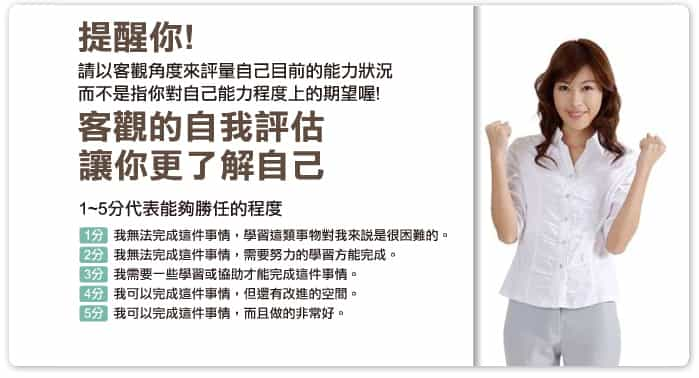 提醒你!
請以客觀角度來評量自己目前的能力狀況
而不是指你對自己能力程度上的期望喔!
客觀的自我評估
讓你更了解自己
1~5分代表能夠勝任的程度
1分 我無法完成這件事情，學習這類事物對我來說是很困難的。
2分 我無法完成這件事情，需要努力的學習方能完成。
3分 我需要一些學習或協助才能完成這件事情。
4分 我可以完成這件事情，但還有改進的空間。
5分 我可以完成這件事情，而且做的非常好。